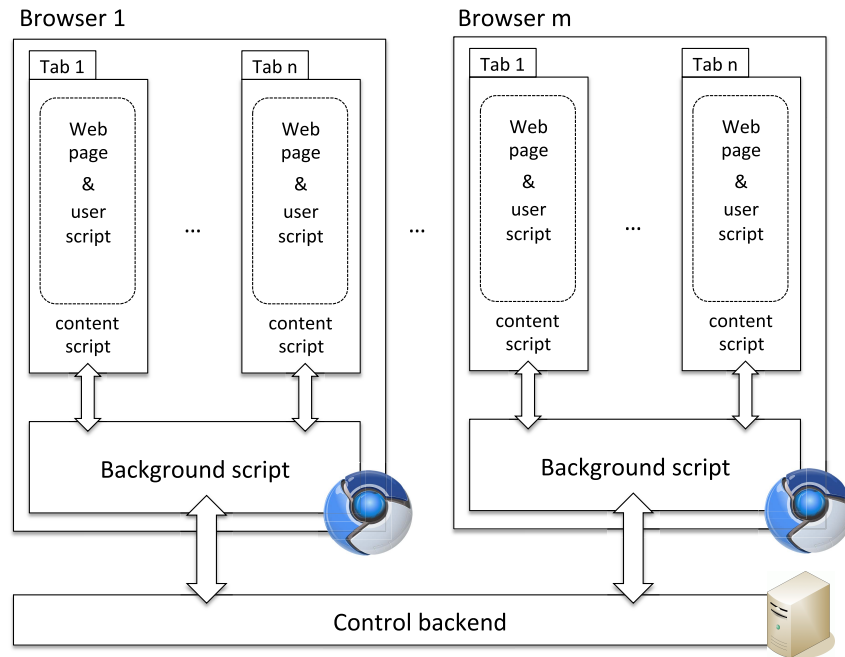 Browser 1
Browser m
Tab 1
Tab n
Tab 1
Tab n
Web
page
&
user
script
Web
page
&
user
script
Web
page
&
user
script
Web
page
&
user
script
...
...
...
content
script
content
script
content
script
content
script
Background script
Background script
Control backend